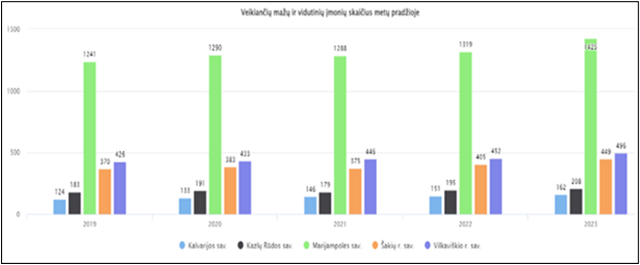 Veikiančių mažų ir vidutinių įmonių skaičius metų pradžioje
1500
1000
500
0
124 183 1241 370 426
133 191 1290 383 433
146 179 1288 375 446
151 195 1319 405 452
162 208 1425 449 496
2019 2020 2021 2022 2023
Kalvarijos sav. Kazlų Rūdos sav. Marijampolės sav. Šakių r. sav. Vilkaviškio r. sav.